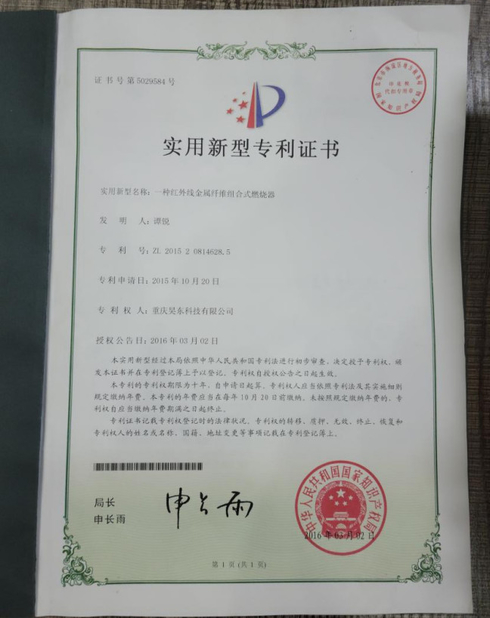 证书号第5029584号
实用新型专利证书
实用新型名称：一种红外线金属纤维组合式燃烧器
发 明 人：谭锐
专 利 号：ZL 2015 2 0814628.5
专利申请日：2015年10月20日
专 利 权 人：重庆昊东科技有限公司
授权公告日：2016年03月02日
本实用新型经过本局依照中华人民共和国专利法进行初步审查，决定授予专利权，颁
发本证书并在专利登记簿上予以登记。专利权自授权公告之日起生效。
本专利的专利权期限为十年，自申请日起算。专利权人应当依照专利法及其实施细则
规定缴纳年费。本专利的年费应当在每年10月20日前缴纳。未按照规定缴纳年费的，专
利权自应当缴纳年费期满之日起终止。
专利证书记载专利权登记时的法律状况。专利权的转移、质押、无效、终止、恢复和
专利权人的姓名或名称、国籍、地址变更等事项记载在专利登记簿上。
局长
申长雨
申长雨
中华人民共和国国家知识产权局
2016年03月02日
第1页(共1页)